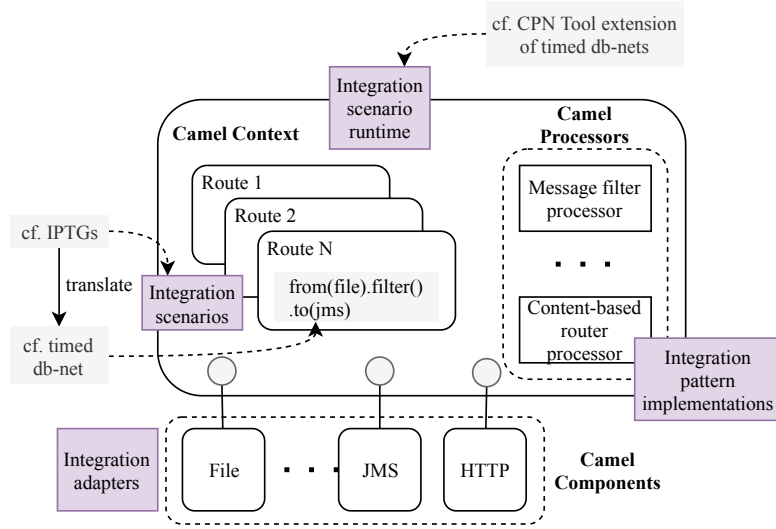 cf. CPN Tool extension
of timed db-nets
Integration
scenario
runtime
Camel Context
Camel
Processors
Route 1
Route 2
Route N
from(file).filter()
.to(jms)
Message filter
processor
. . .
Content-based
router
processor
cf. IPTGs
translate
cf. timed
db-net
Integration
scenarios
Integration
pattern
implementations
Integration
adapters
File
. . . .
JMS
HTTP
Camel
Components